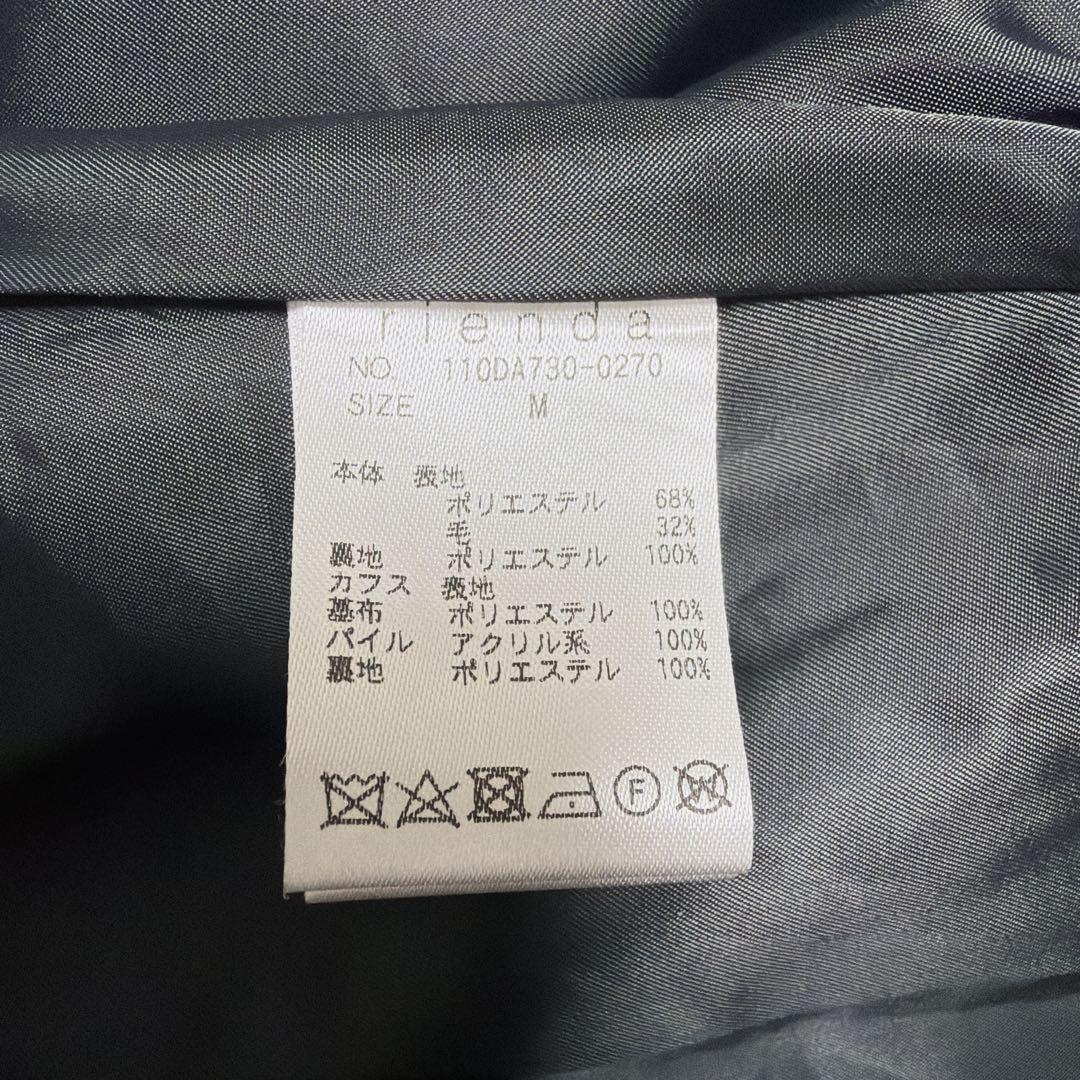 rienda
NO. 110DA730-0270
SIZE M
本体 表地
ポリエステル 68%
毛 32%
裏地 ポリエステル 100%
カフス 表地
基布 ポリエステル 100%
パイル アクリル系 100%
裏地 ポリエステル 100%
F W